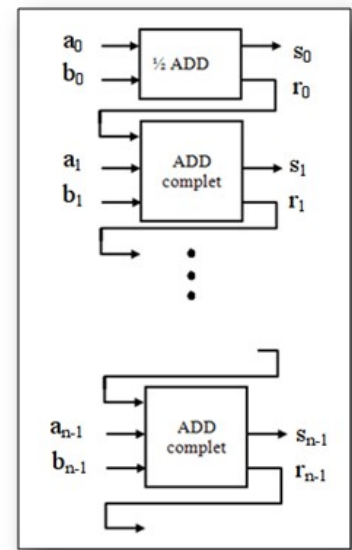 a₀ ½ ADD s₀
b₀ r₀
a₁ ADD complet s₁
b₁ r₁
aₙ₋₁ ADD complet sₙ₋₁
bₙ₋₁ rₙ₋₁